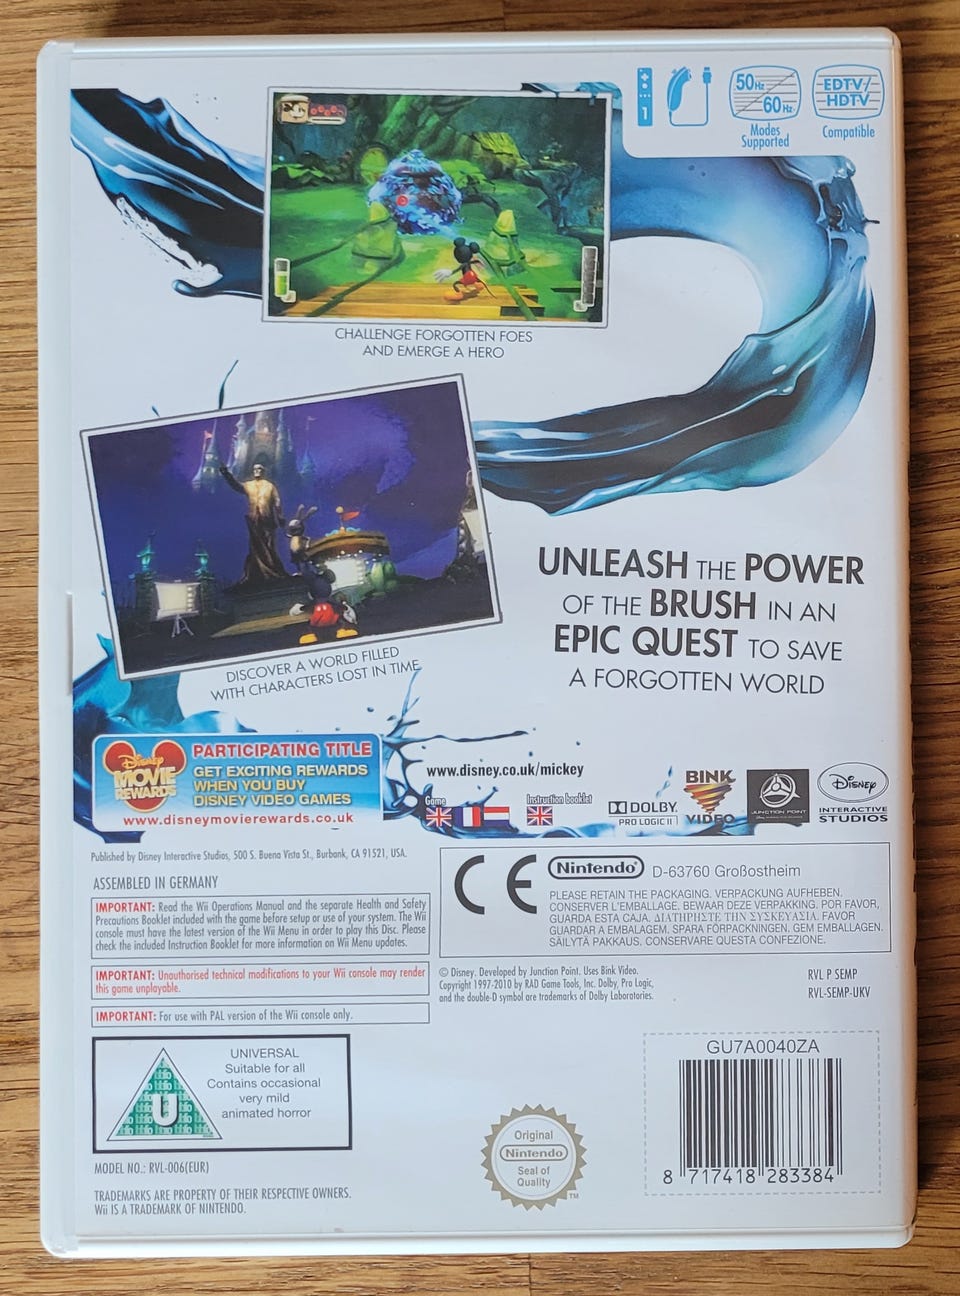 1
50Hz
60Hz
Modes
Supported
EDTV/
HDTV
Compatible
CHALLENGE FORGOTTEN FOES
AND EMERGE A HERO
DISCOVER A WORLD FILLED
WITH CHARACTERS LOST IN TIME
UNLEASH THE POWER
OF THE BRUSH IN AN
EPIC QUEST TO SAVE
A FORGOTTEN WORLD
Disney
MOVIE
REWARDS
PARTICIPATING TITLE
GET EXCITING REWARDS
WHEN YOU BUY
DISNEY VIDEO GAMES
www.disneymovierewards.co.uk
www.disney.co.uk/mickey
Game
Instruction booklet
DOLBY
PRO LOGIC II
BINK
VIDEO
JUNCTION POINT
Disney
INTERACTIVE
STUDIOS
Published by Disney Interactive Studios, 500 S. Buena Vista St., Burbank, CA 91521, USA.
ASSEMBLED IN GERMANY
IMPORTANT: Read the Wii Operations Manual and the separate Health and Safety
Precautions Booklet included with the game before setup or use of your system. The Wii
console must have the latest version of the Wii Menu in order to play this Disc. Please
check the included Instruction Booklet for more information on Wii Menu updates.
IMPORTANT: Unauthorised technical modifications to your Wii console may render
this game unplayable.
IMPORTANT: For use with PAL version of the Wii console only.
CE
Nintendo®
D-63760 Großostheim
PLEASE RETAIN THE PACKAGING. VERPACKUNG AUFHEBEN.
CONSERVER L'EMBALLAGE. BEWAAR DEZE VERPAKKING. POR FAVOR,
GUARDA ESTA CAJA. ΔΙΑΤΗΡΗΣΤΕ ΤΗΝ ΣΥΣΚΕΥΑΣΙΑ. FAVOR
GUARDAR A EMBALAGEM. SPARA FÖRPACKNINGEN. GEM EMBALLAGEN.
SÄILYTÄ PAKKAUS. CONSERVARE QUESTA CONFEZIONE.
© Disney. Developed by Junction Point. Uses Bink Video.
Copyright 1997-2010 by RAD Game Tools, Inc. Dolby, Pro Logic,
and the double-D symbol are trademarks of Dolby Laboratories.
RVL P SEMP
RVL-SEMP-UKV
U
UNIVERSAL
Suitable for all
Contains occasional
very mild
animated horror
MODEL NO.: RVL-006(EUR)
TRADEMARKS ARE PROPERTY OF THEIR RESPECTIVE OWNERS.
Wii IS A TRADEMARK OF NINTENDO.
Original
Nintendo
Seal of
Quality
TM
GU7A0040ZA
8 717418 283384